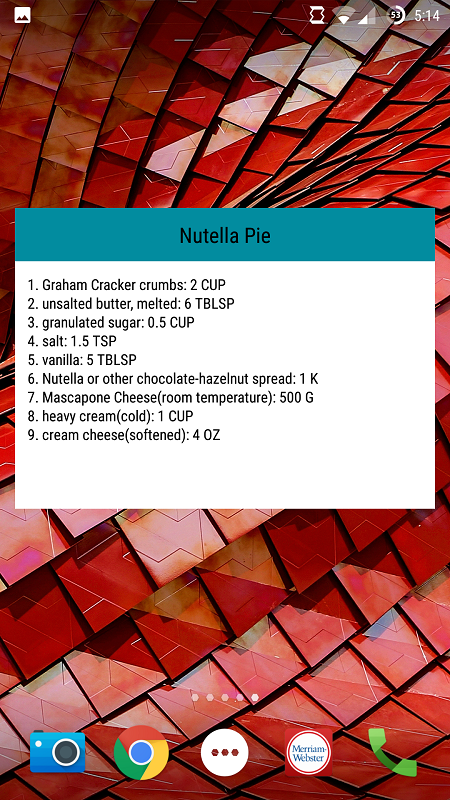 53 5:14
Nutella Pie
1. Graham Cracker crumbs: 2 CUP
2. unsalted butter, melted: 6 TBLSP
3. granulated sugar: 0.5 CUP
4. salt: 1.5 TSP
5. vanilla: 5 TBLSP
6. Nutella or other chocolate-hazelnut spread: 1 K
7. Mascapone Cheese(room temperature): 500 G
8. heavy cream(cold): 1 CUP
9. cream cheese(softened): 4 OZ
Merriam-
Webster